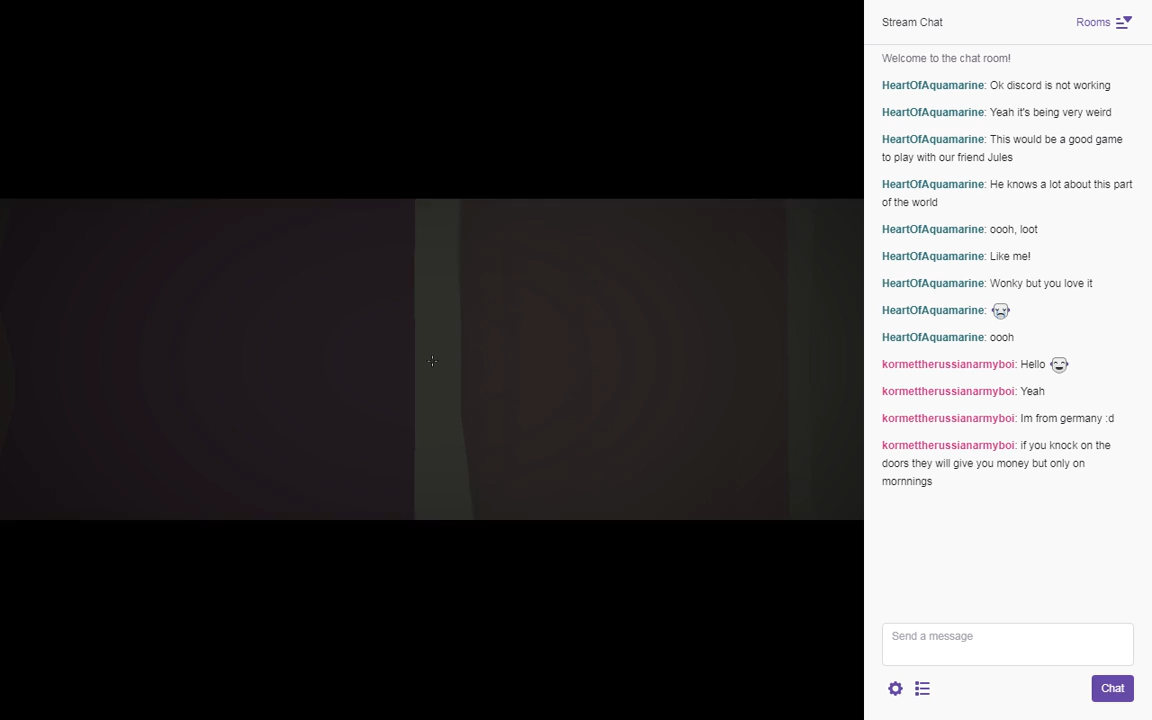 Stream Chat
Rooms
Welcome to the chat room!
HeartOfAquamarine: Ok discord is not working
HeartOfAquamarine: Yeah it's being very weird
HeartOfAquamarine: This would be a good game
to play with our friend Jules
HeartOfAquamarine: He knows a lot about this part
of the world
HeartOfAquamarine: oooh, loot
HeartOfAquamarine: Like me!
HeartOfAquamarine: Wonky but you love it
HeartOfAquamarine:
HeartOfAquamarine: oooh
kormettherussianarmyboi: Hello
kormettherussianarmyboi: Yeah
kormettherussianarmyboi: Im from germany :d
kormettherussianarmyboi: if you knock on the
doors they will give you money but only on
mornnings
Send a message
Chat